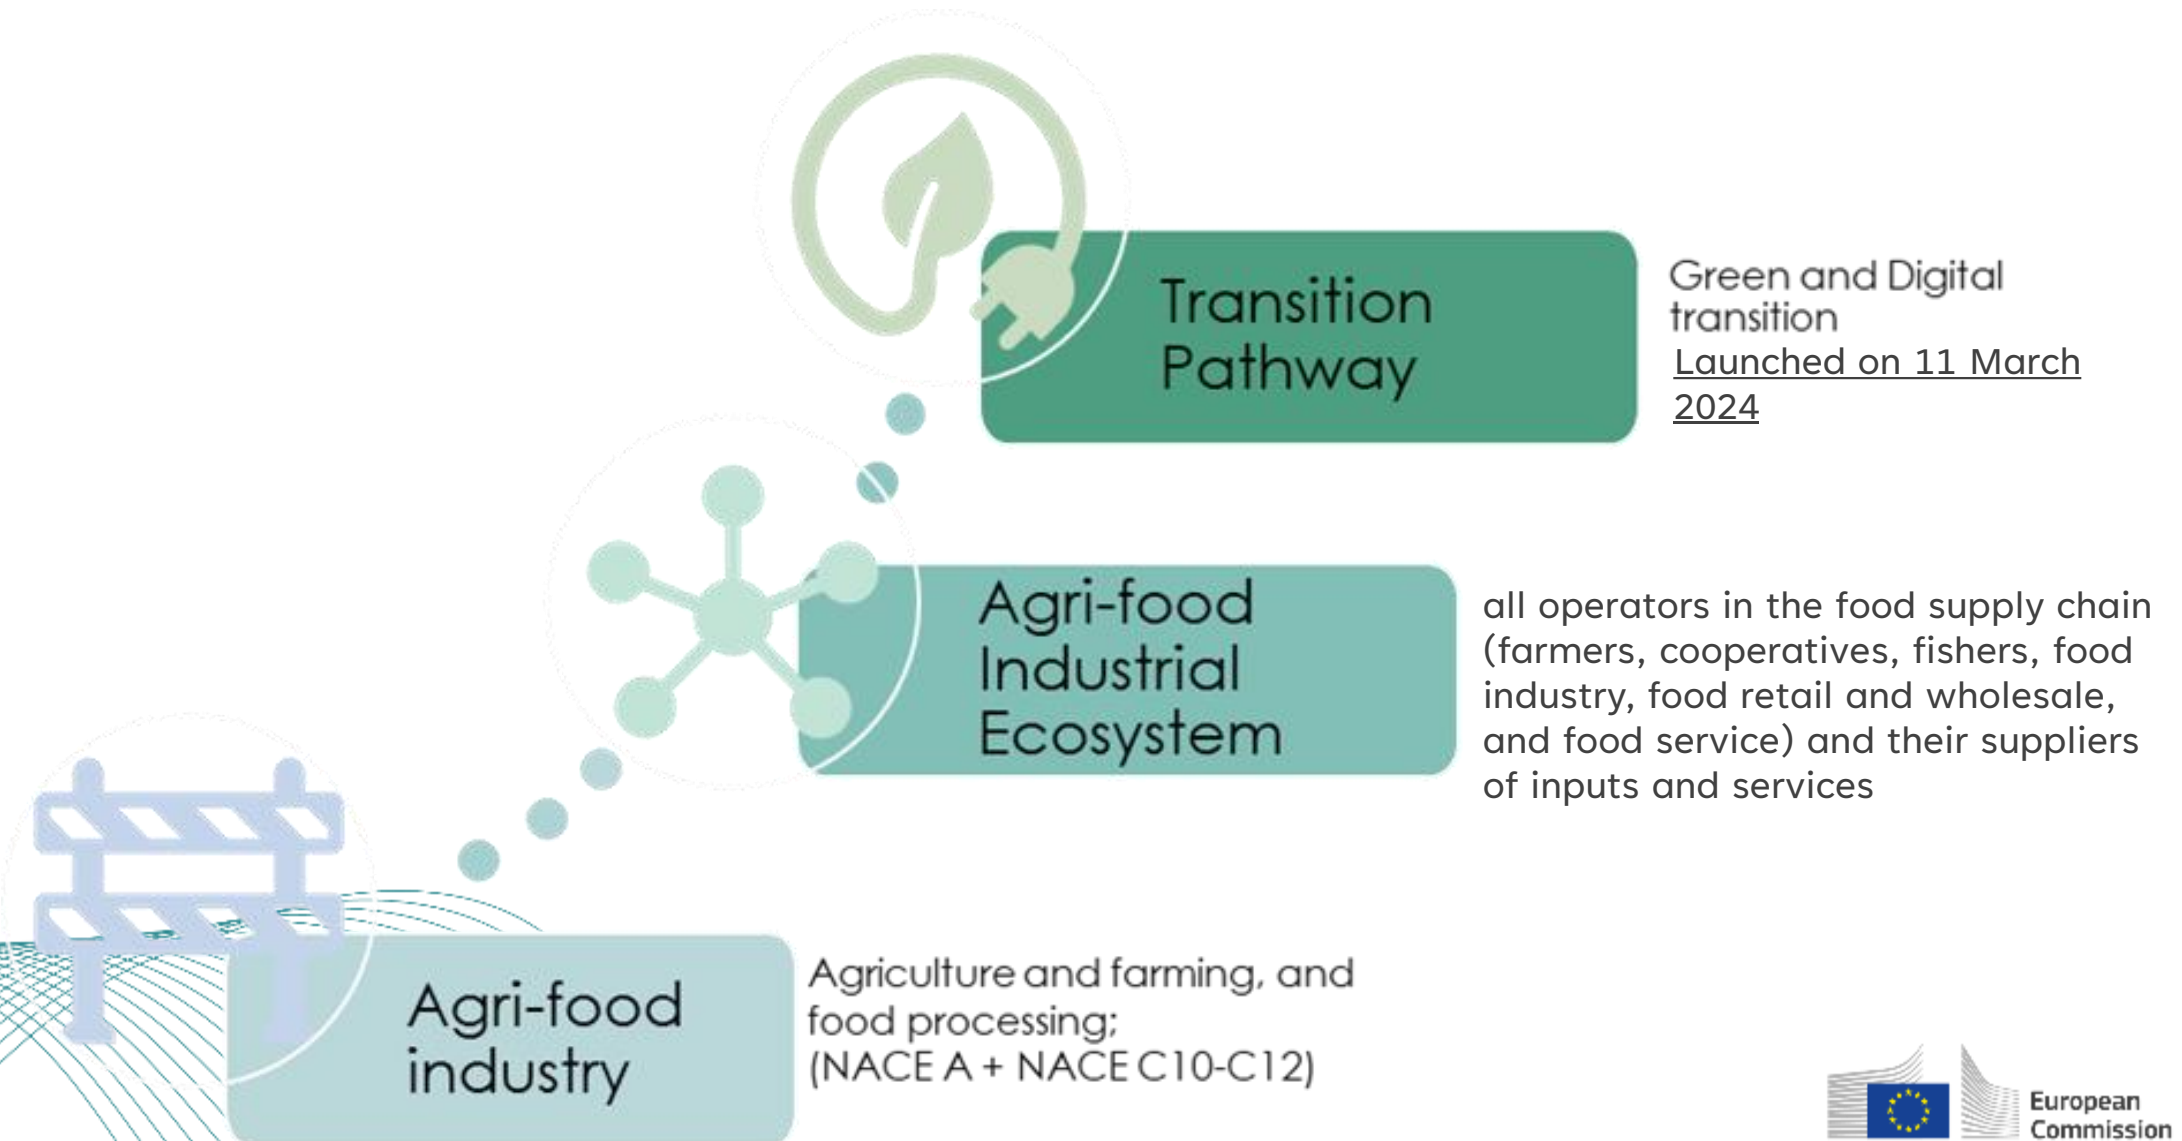 Transition
Pathway
Green and Digital
transition
Launched on 11 March
2024
Agri-food
Industrial
Ecosystem
all operators in the food supply chain
(farmers, cooperatives, fishers, food
industry, food retail and wholesale,
and food service) and their suppliers
of inputs and services
Agri-food
industry
Agriculture and farming, and
food processing;
(NACE A + NACE C10-C12)
European
Commission